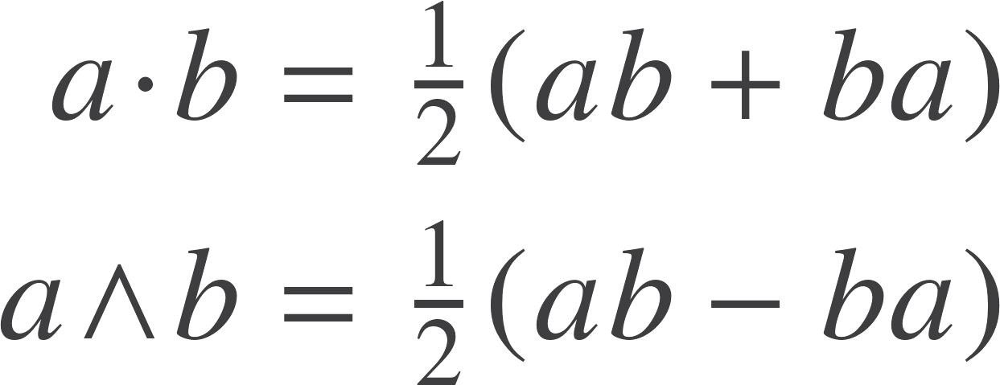 a · b = 1/2 (ab + ba)
a ∧ b = 1/2 (ab − ba)